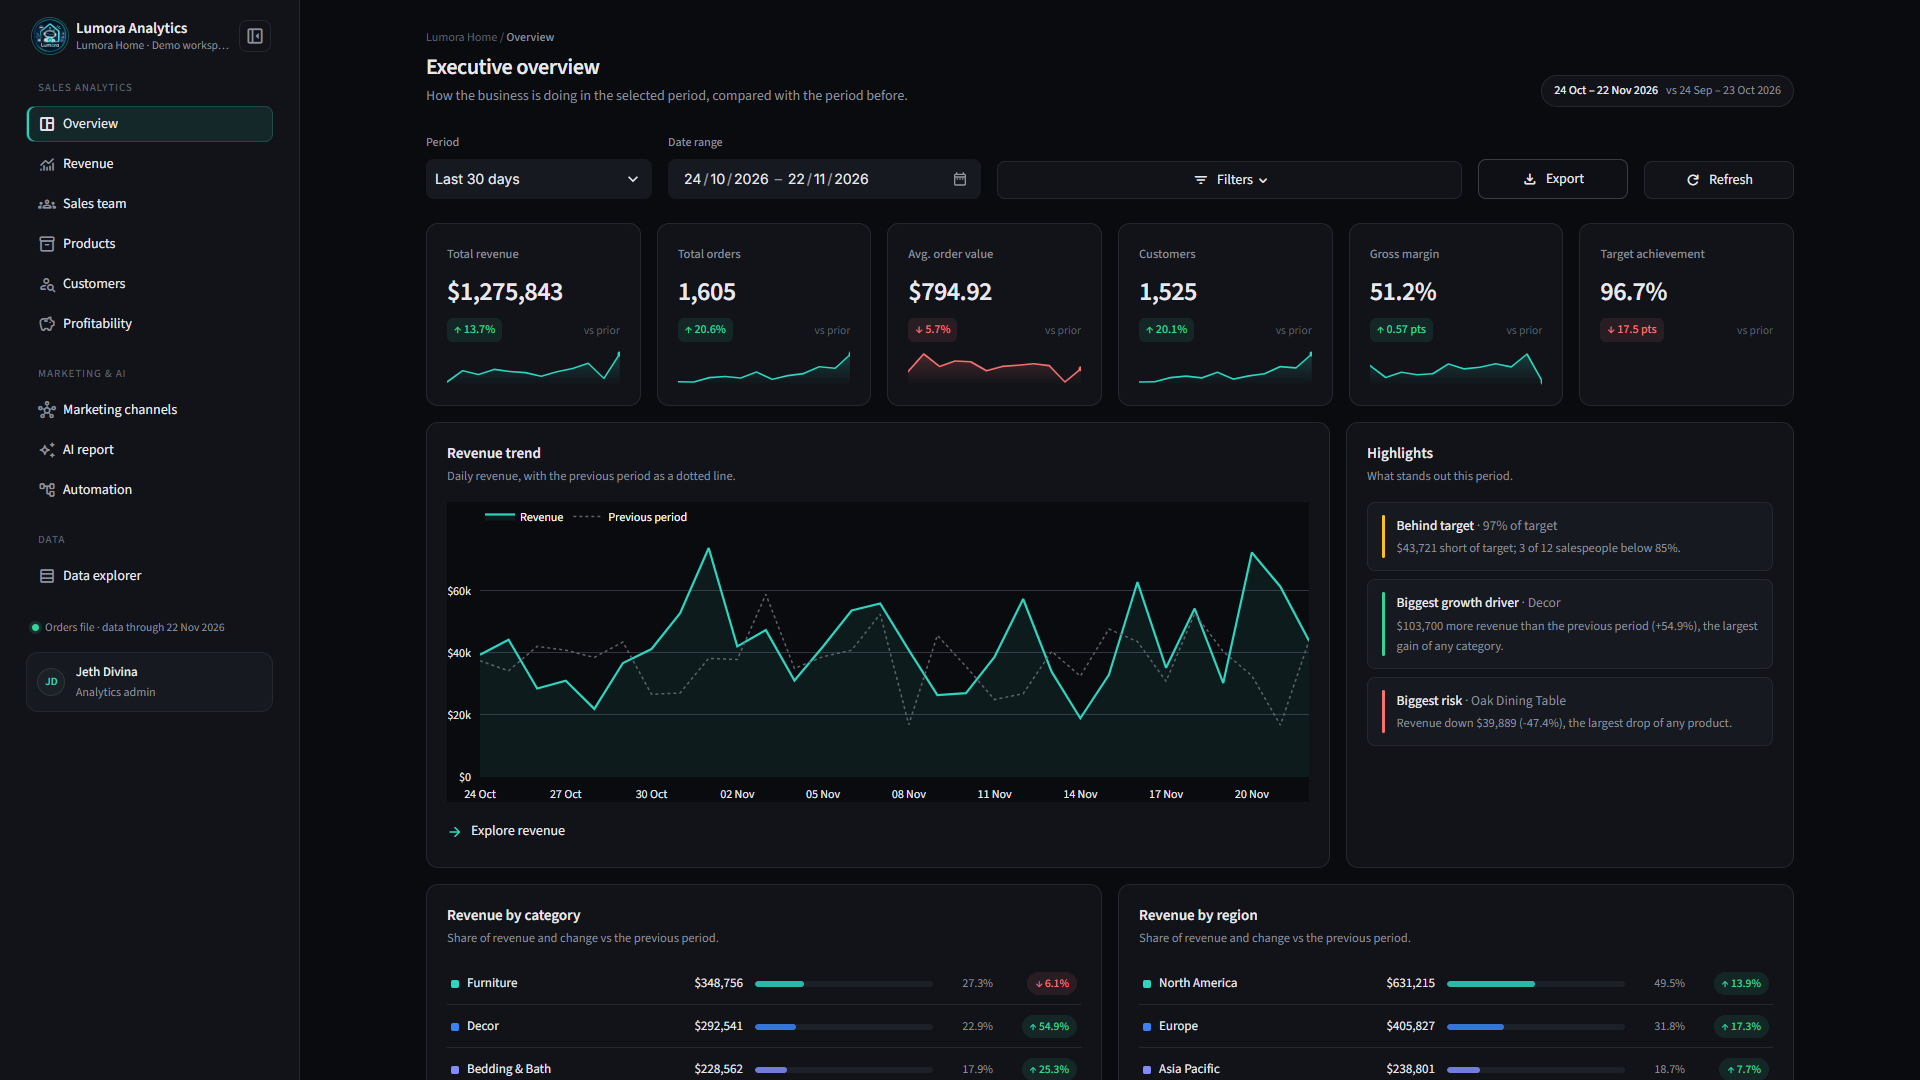 Lumora Analytics
Lumora Home · Demo worksp…
SALES ANALYTICS
Overview
Revenue
Sales team
Products
Customers
Profitability
MARKETING & AI
Marketing channels
AI report
Automation
DATA
Data explorer
Orders file · data through 22 Nov 2026
JD
Jeth Divina
Analytics admin
Lumora Home / Overview
Executive overview
How the business is doing in the selected period, compared with the period before.
24 Oct – 22 Nov 2026 vs 24 Sep – 23 Oct 2026
Period
Last 30 days
Date range
24/10/2026 – 22/11/2026
Filters
Export
Refresh
Total revenue
$1,275,843
↑ 13.7% vs prior
Total orders
1,605
↑ 20.6% vs prior
Avg. order value
$794.92
↓ 5.7% vs prior
Customers
1,525
↑ 20.1% vs prior
Gross margin
51.2%
↑ 0.57 pts vs prior
Target achievement
96.7%
↓ 17.5 pts vs prior
Revenue trend
Daily revenue, with the previous period as a dotted line.
Revenue Previous period
$60k
$40k
$20k
$0
24 Oct 27 Oct 30 Oct 02 Nov 05 Nov 08 Nov 11 Nov 14 Nov 17 Nov 20 Nov
→ Explore revenue
Highlights
What stands out this period.
Behind target · 97% of target
$43,721 short of target; 3 of 12 salespeople below 85%.
Biggest growth driver · Decor
$103,700 more revenue than the previous period (+54.9%), the largest
gain of any category.
Biggest risk · Oak Dining Table
Revenue down $39,889 (-47.4%), the largest drop of any product.
Revenue by category
Share of revenue and change vs the previous period.
Furniture $348,756 27.3% ↓ 6.1%
Decor $292,541 22.9% ↑ 54.9%
Bedding & Bath $228,562 17.9% ↑ 25.3%
Revenue by region
Share of revenue and change vs the previous period.
North America $631,215 49.5% ↑ 13.9%
Europe $405,827 31.8% ↑ 17.3%
Asia Pacific $238,801 18.7% ↑ 7.7%